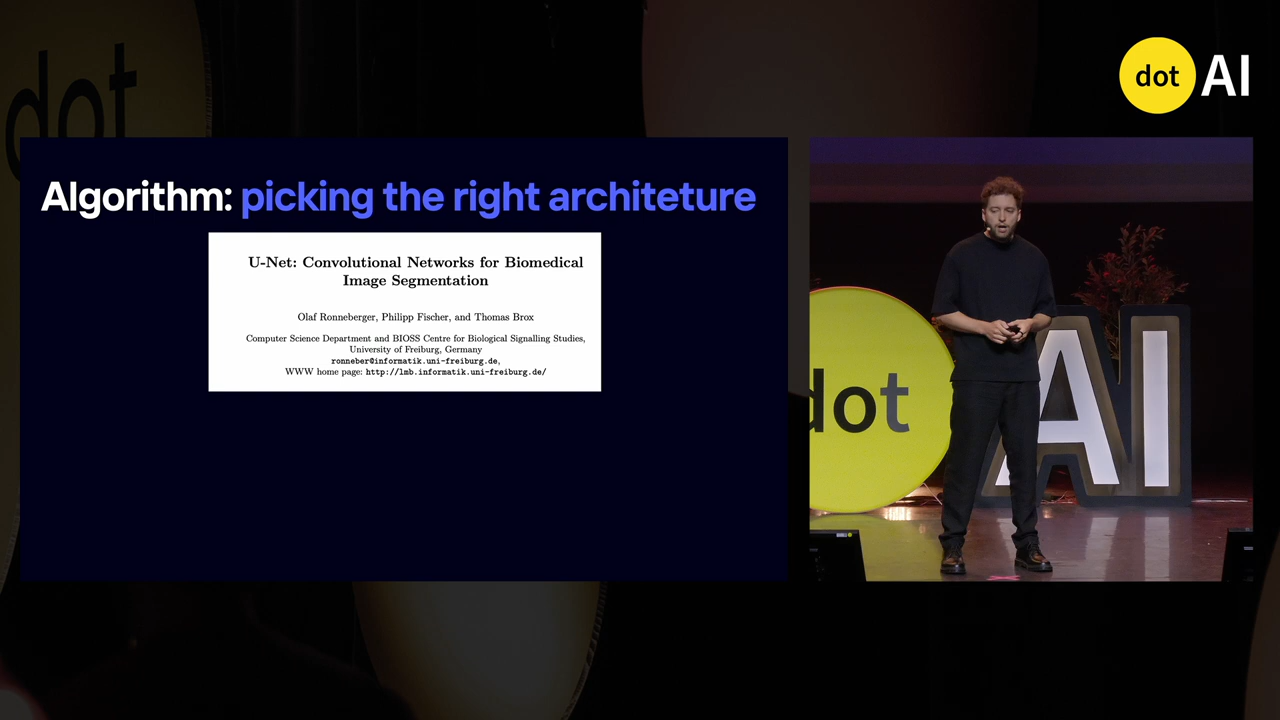 dot
dot AI
Algorithm: picking the right architeture
U-Net: Convolutional Networks for Biomedical
Image Segmentation
Olaf Ronneberger, Philipp Fischer, and Thomas Brox
Computer Science Department and BIOSS Centre for Biological Signalling Studies,
University of Freiburg, Germany
ronneber@informatik.uni-freiburg.de,
WWW home page: http://lmb.informatik.uni-freiburg.de/
dot AI